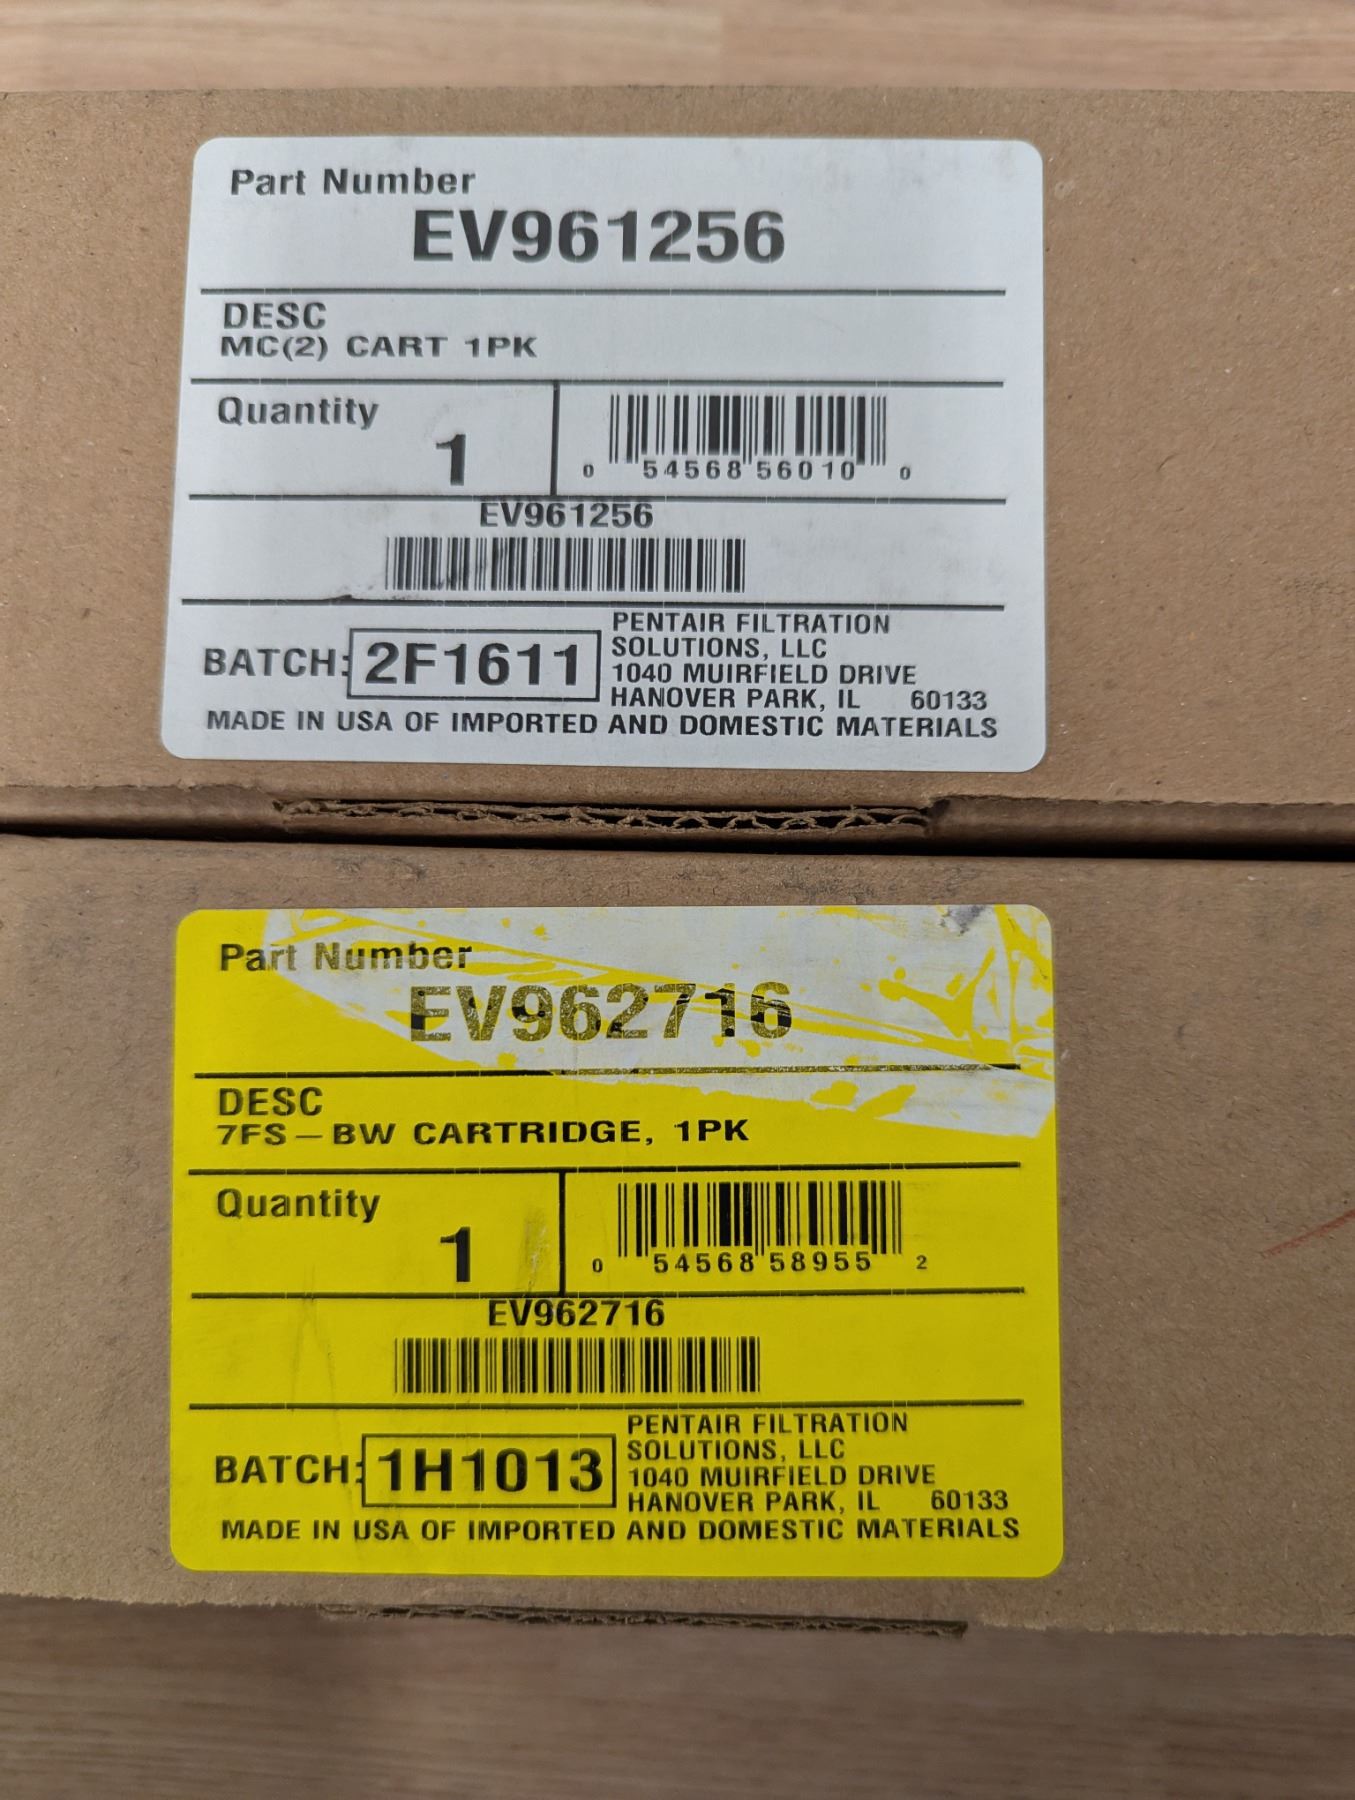 Part Number
EV961256
DESC
MC(2) CART 1PK
Quantity
1
0 54568 56010 0
EV961256
BATCH: 2F1611
PENTAIR FILTRATION
SOLUTIONS, LLC
1040 MUIRFIELD DRIVE
HANOVER PARK, IL 60133
MADE IN USA OF IMPORTED AND DOMESTIC MATERIALS
Part Number
EV962716
DESC
7FS-BW CARTRIDGE, 1PK
Quantity
1
0 54568 58955 2
EV962716
BATCH: 1H1013
PENTAIR FILTRATION
SOLUTIONS, LLC
1040 MUIRFIELD DRIVE
HANOVER PARK, IL 60133
MADE IN USA OF IMPORTED AND DOMESTIC MATERIALS